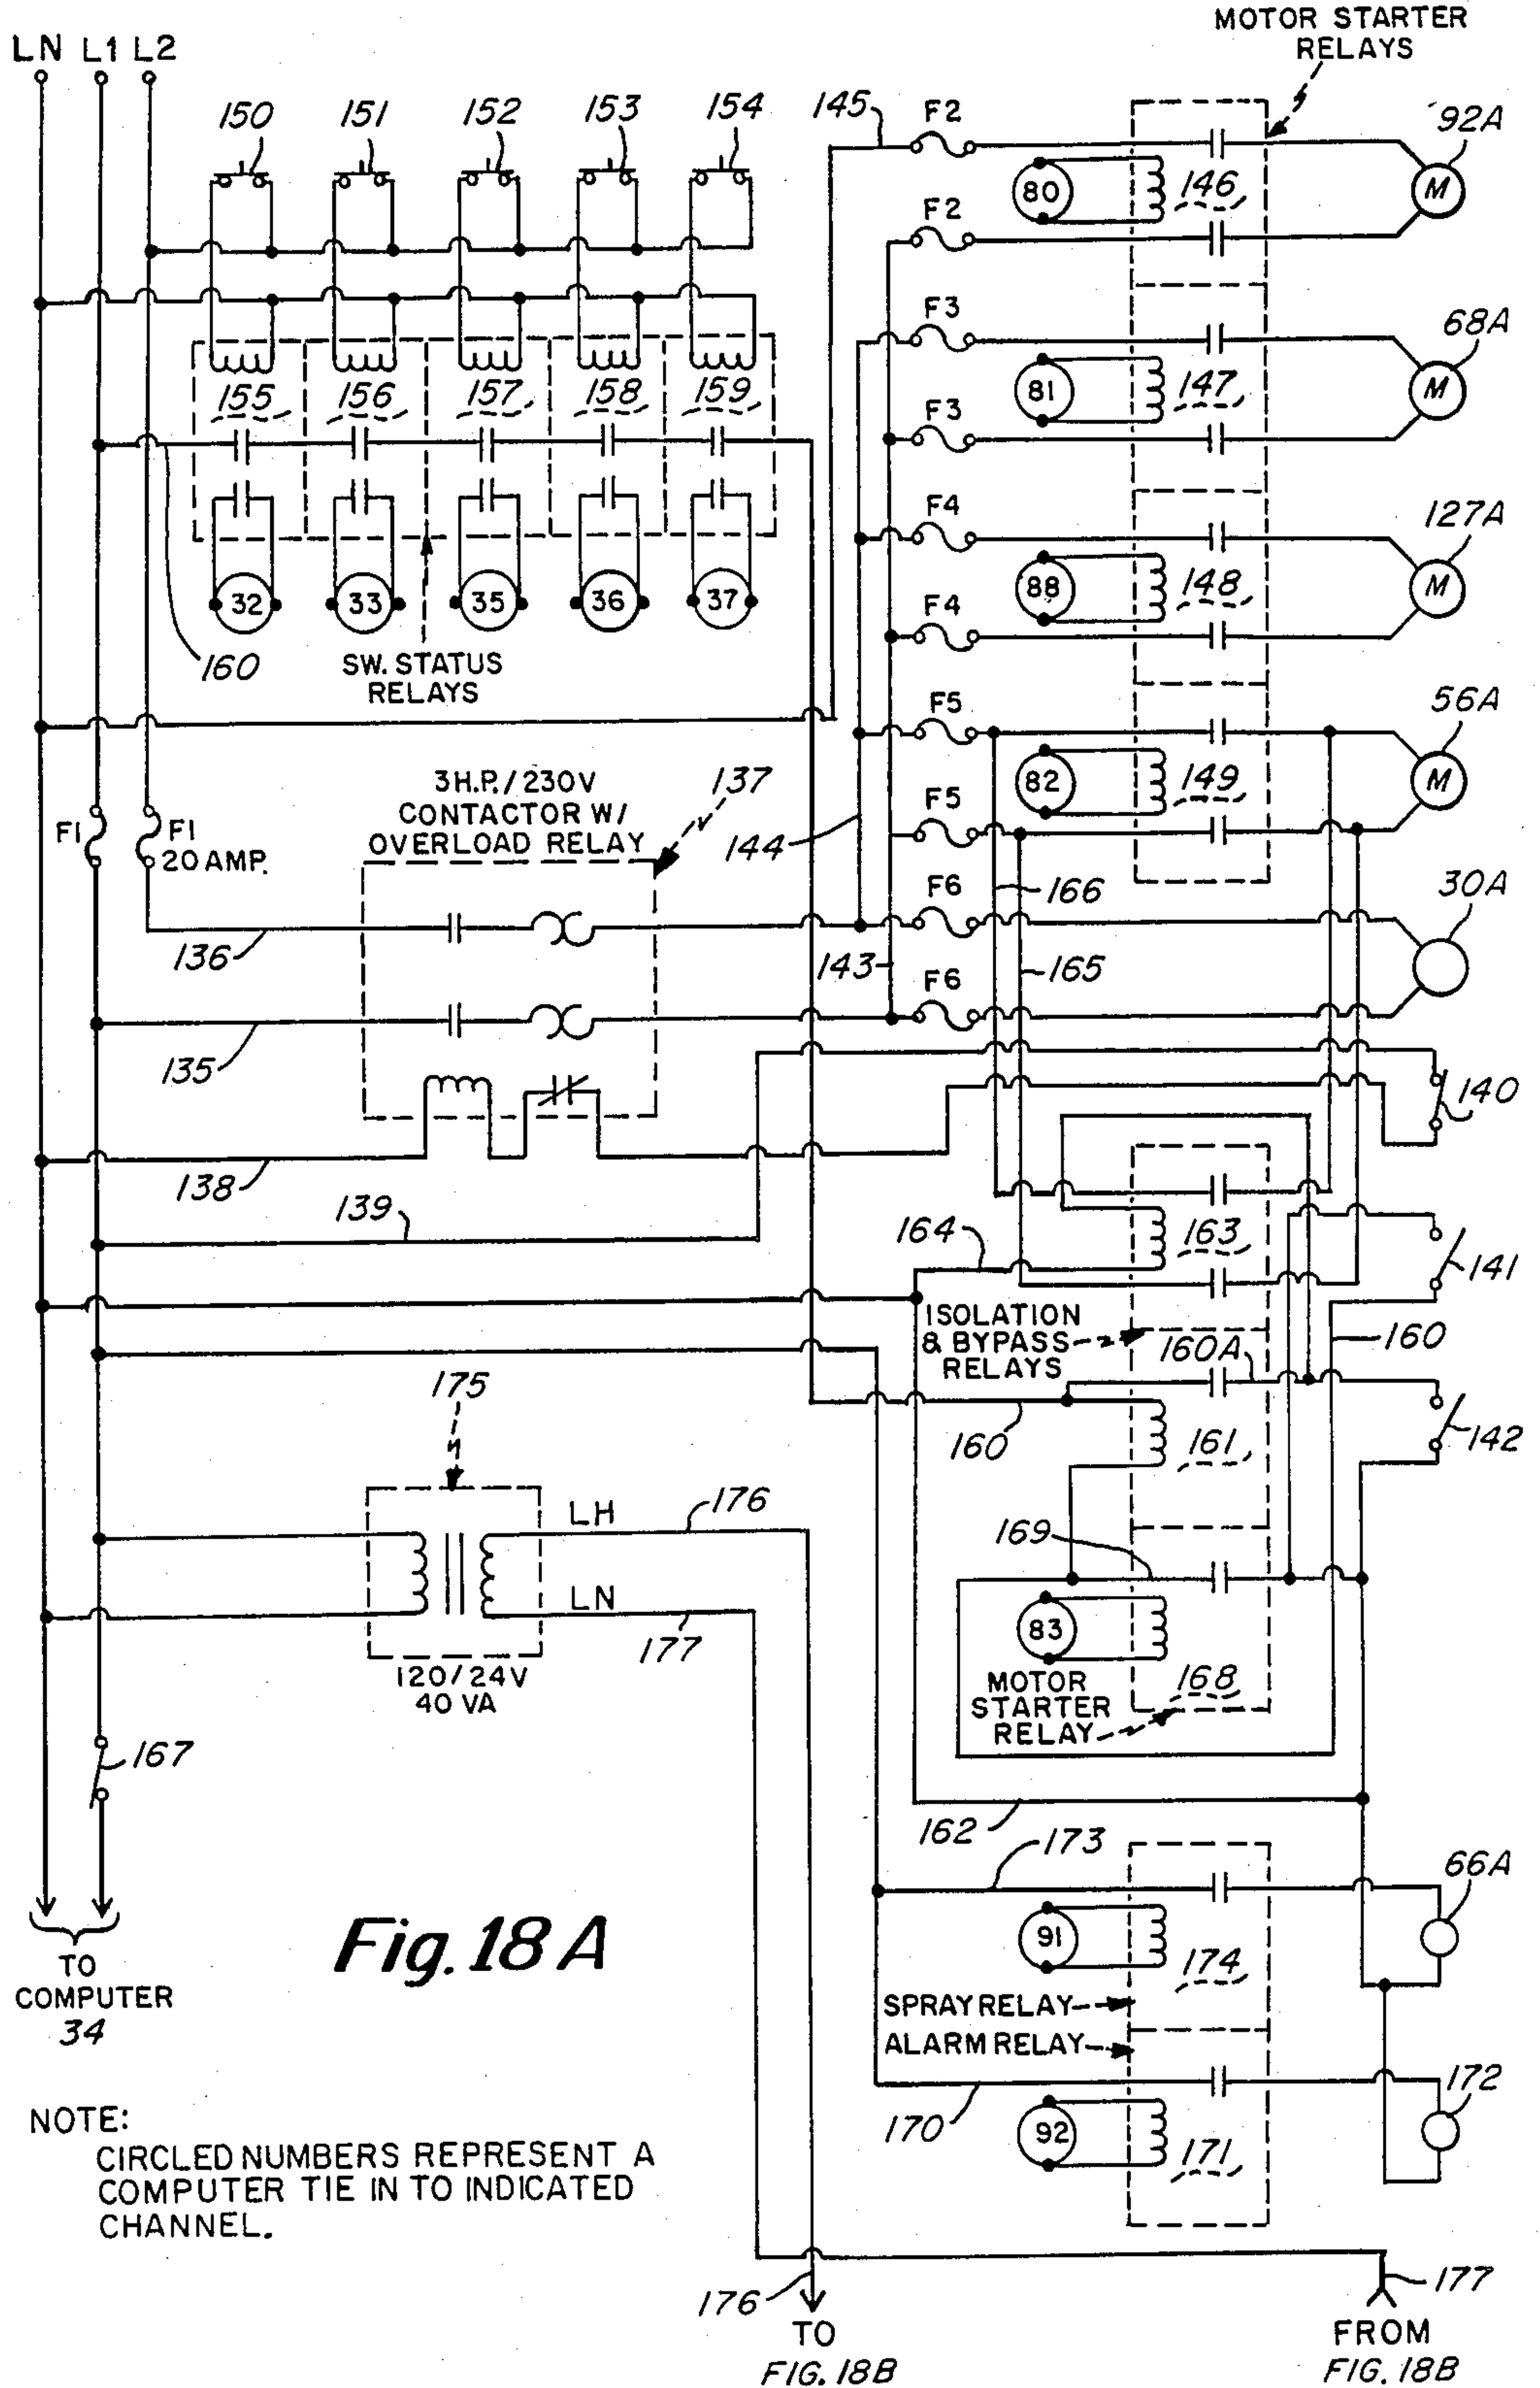 MOTOR STARTER
RELAYS
LN L1 L2
150 151 152 153 154
145 F2 92A
80 146 M
F2
F3 68A
155 156 157 158 159
81 147 M
F3
F4 127A
32 33 35 36 37
88 148 M
F4
160
SW. STATUS
RELAYS
F5 56A
82 149 M
3H.P./230V
CONTACTOR W/
OVERLOAD RELAY
137
F1 F1
20 AMP.
144 F5
166 30A
F6
136 143 165
F6
135
140
138
139
164 163
141
ISOLATION
& BYPASS
RELAYS
160A 160
175
160 161 142
LH 176
169
LN
177
83
120/24V
40 VA
MOTOR
STARTER
RELAY
168
167
162
173 66A
Fig. 18 A
91 174
TO
COMPUTER
34
SPRAY RELAY
ALARM RELAY
172
170 92 171
NOTE:
CIRCLED NUMBERS REPRESENT A
COMPUTER TIE IN TO INDICATED
CHANNEL.
176 177
TO
FIG. 18B
FROM
FIG. 18B